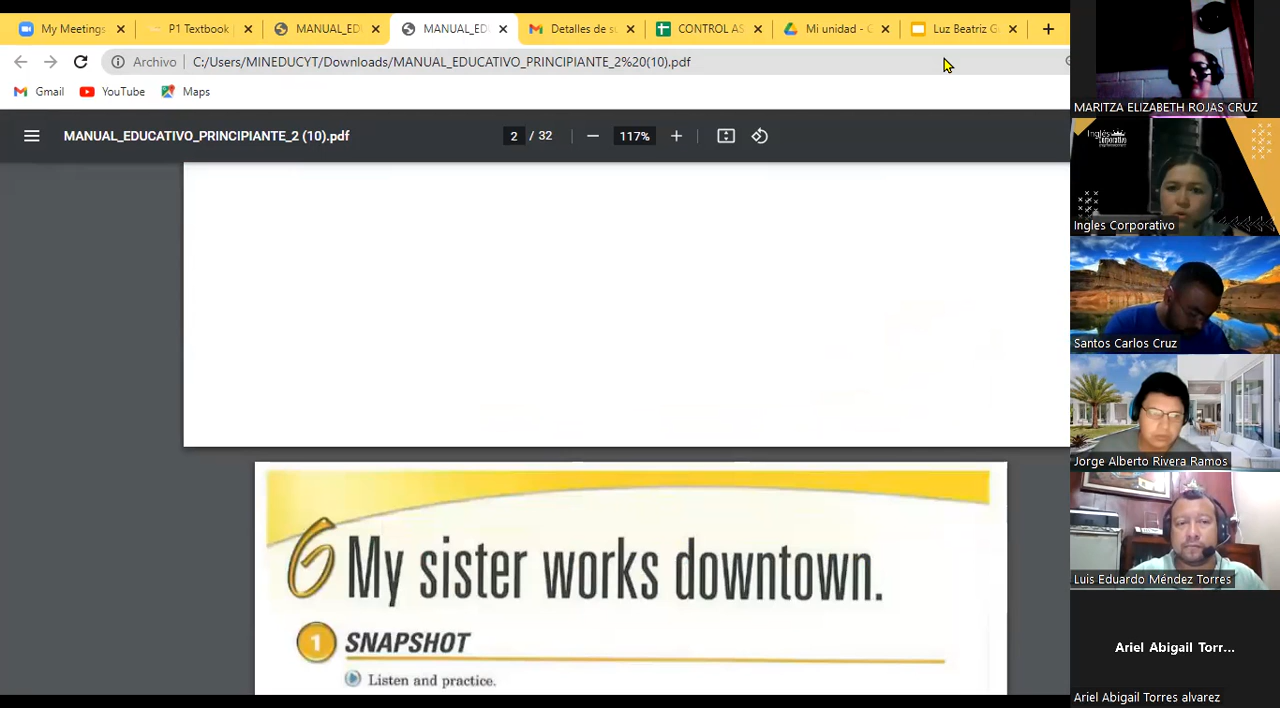 My Meetings
P1 Textbook
MANUAL_ED
MANUAL_ED
Detalles de su
CONTROL AS
Mi unidad - 
Luz Beatriz G
Archivo
C:/Users/MINEDUCYT/Downloads/MANUAL_EDUCATIVO_PRINCIPIANTE_2%20(10).pdf
Gmail
YouTube
Maps
MANUAL_EDUCATIVO_PRINCIPIANTE_2 (10).pdf
2 / 32
117%
6 My sister works downtown.
1 SNAPSHOT
Listen and practice.
MARITZA ELIZABETH ROJAS CRUZ
Inglés
Corporativo
Ingles Corporativo
Santos Carlos Cruz
Jorge Alberto Rivera Ramos
Luis Eduardo Méndez Torres
Ariel Abigail Torr...
Ariel Abigail Torres alvarez